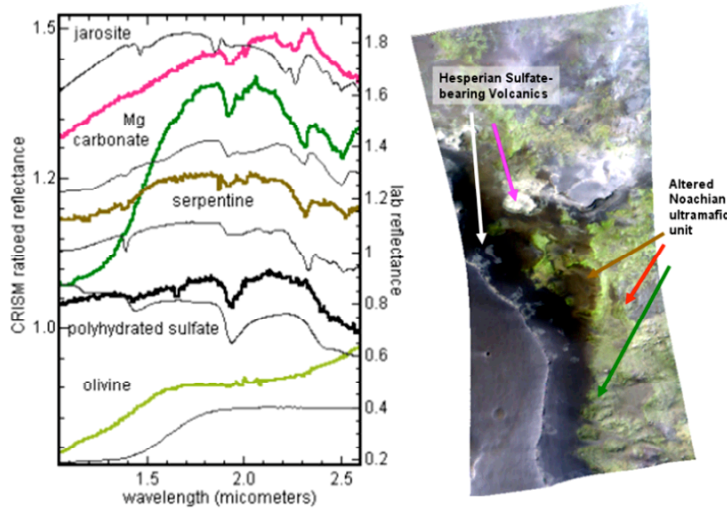 1.5
1.2
1.0
CRISM ratioed reflectance
jarosite
Mg
carbonate
serpentine
polyhydrated sulfate
olivine
1.8
1.6
1.4
1.2
1
0.8
0.6
0.4
0.2
lab reflectance
1.5
2.0
2.5
wavelength (micometers)
Hesperian Sulfate-
bearing Volcanics
Altered
Noachian
ultramafic
unit